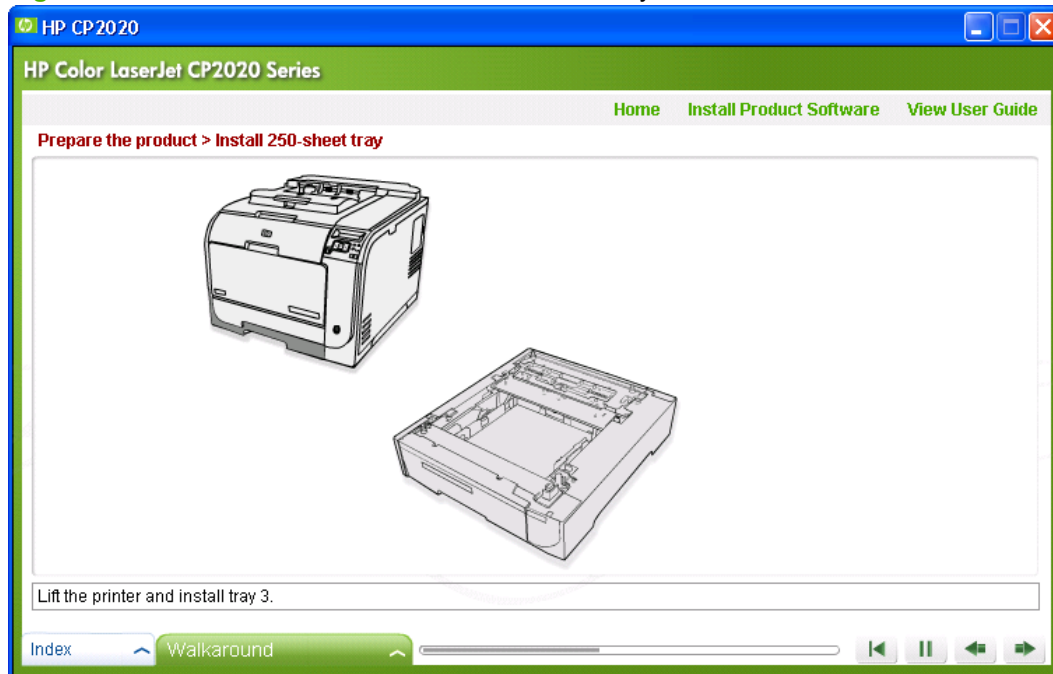 HP CP2020
HP Color LaserJet CP2020 Series
Home Install Product Software View User Guide
Prepare the product > Install 250-sheet tray
Lift the printer and install tray 3.
Index Walkaround